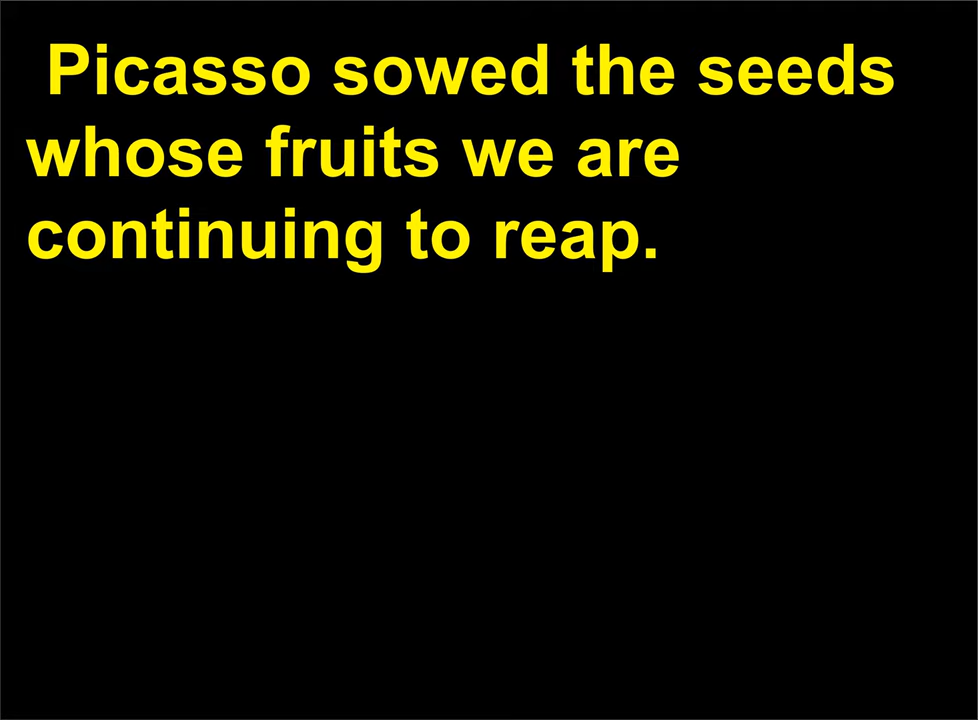 Picasso sowed the seeds
whose fruits we are
continuing to reap.